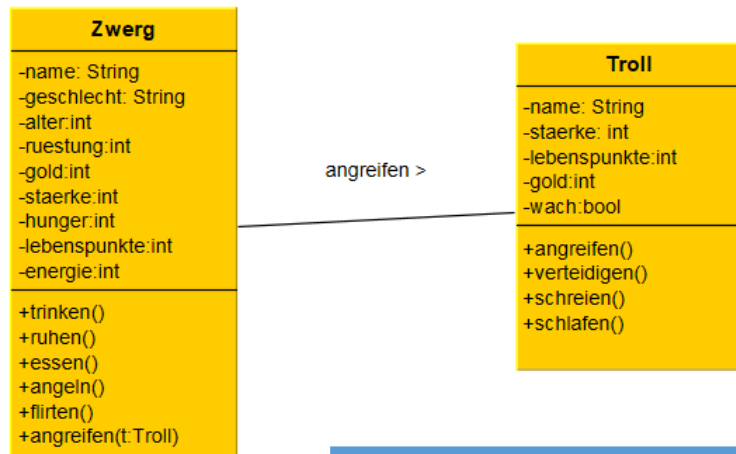 Zwerg
-name: String
-geschlecht: String
-alter:int
-ruestung:int
-gold:int
-staerke:int
-hunger:int
-lebenspunkte:int
-energie:int
+trinken()
+ruhen()
+essen()
+angeln()
+flirten()
+angreifen(t:Troll)
angreifen >
Troll
-name: String
-staerke: int
-lebenspunkte:int
-gold:int
-wach:bool
+angreifen()
+verteidigen()
+schreien()
+schlafen()